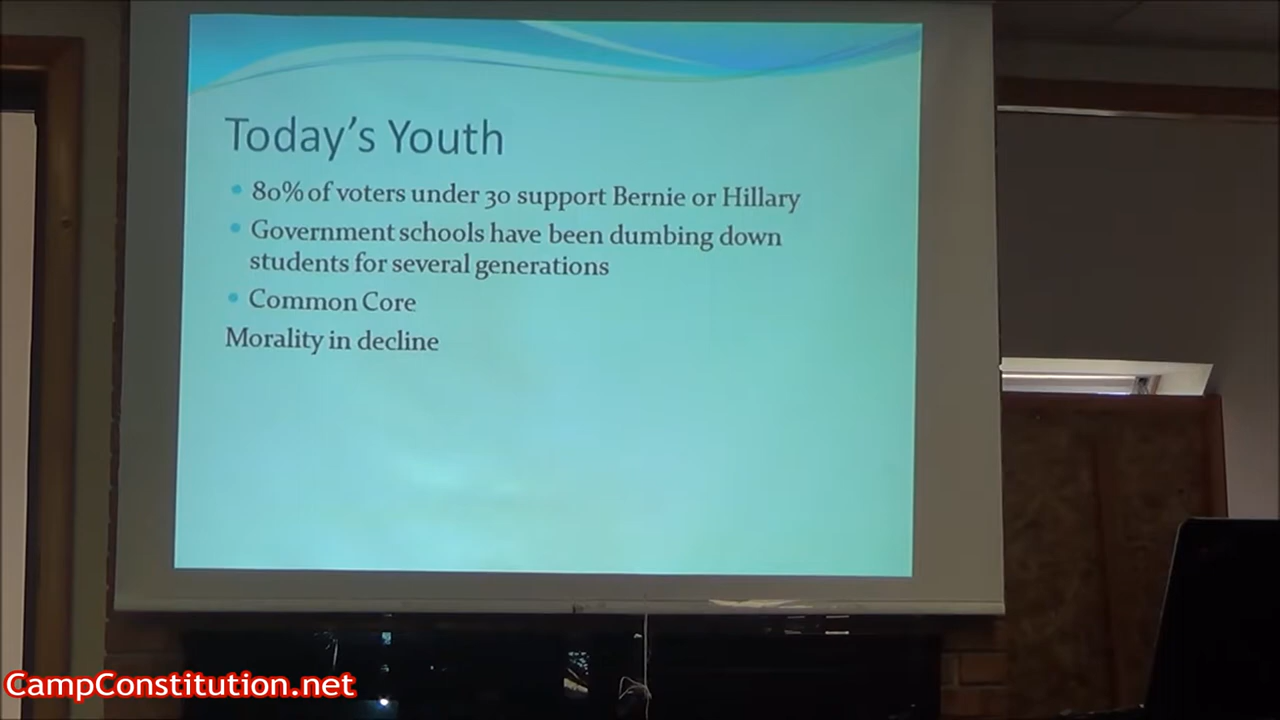 Today's Youth
80% of voters under 30 support Bernie or Hillary
Government schools have been dumbing down
students for several generations
Common Core
Morality in decline
CampConstitution.net